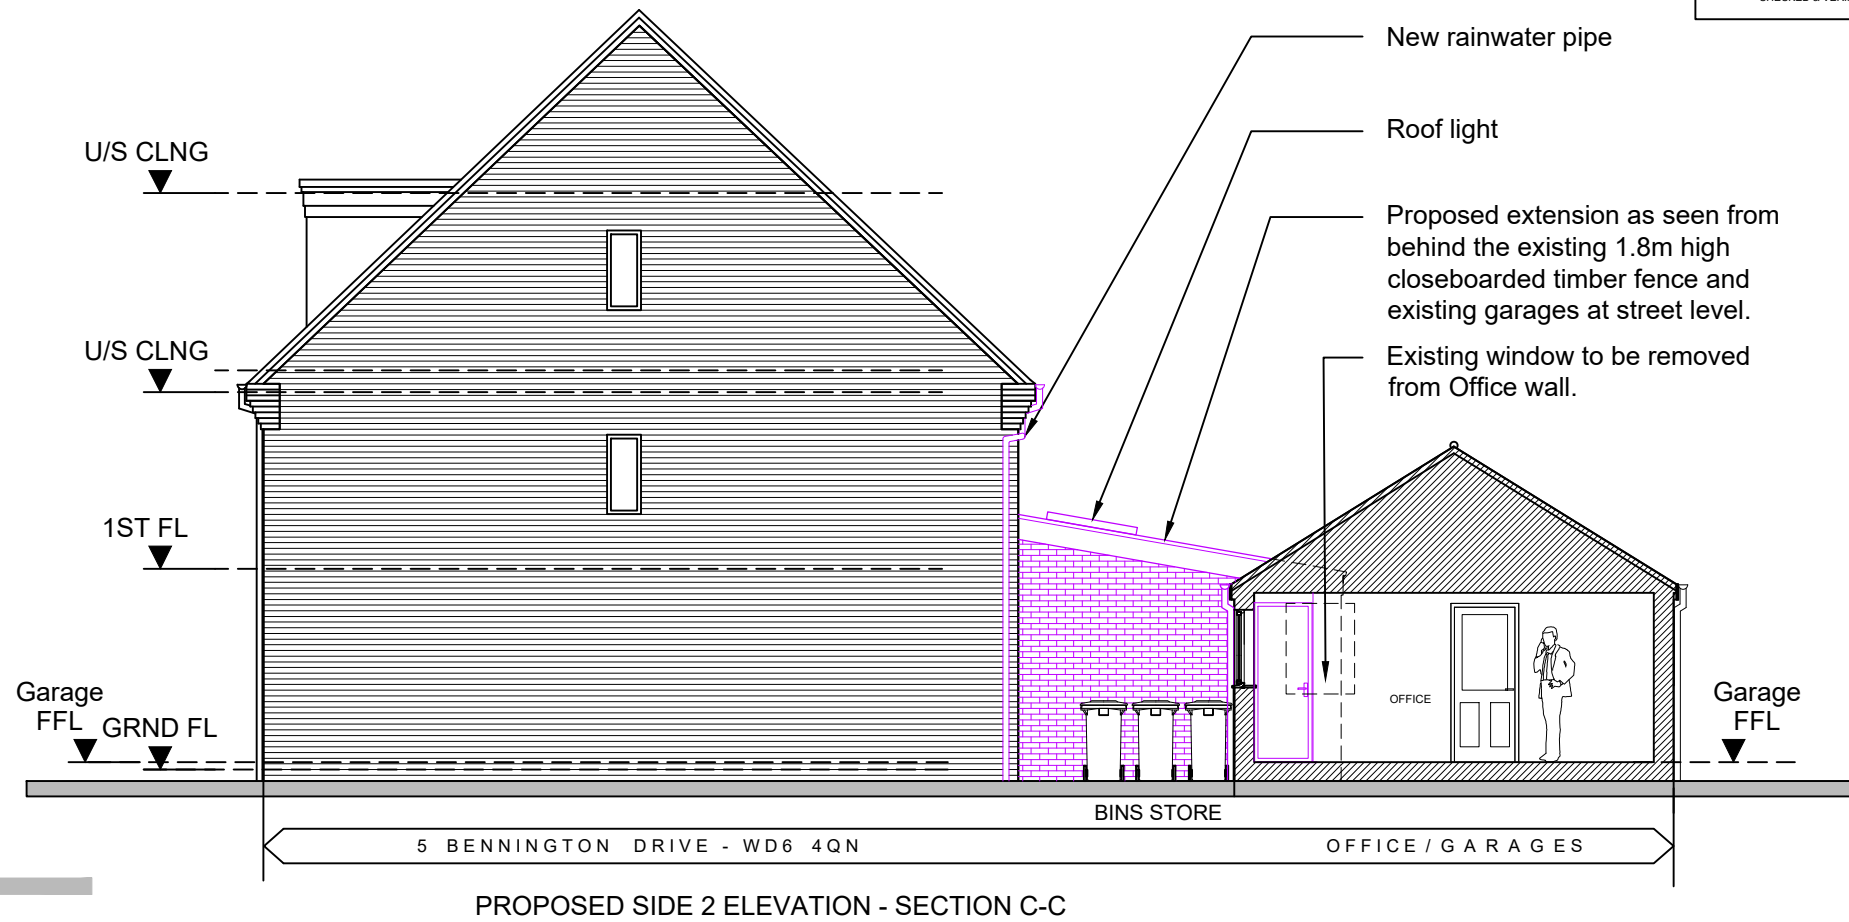 New rainwater pipe
Roof light
U/S CLNG
Proposed extension as seen from
behind the existing 1.8m high
closeboarded timber fence and
existing garages at street level.
U/S CLNG
Existing window to be removed
from Office wall.
1ST FL
Garage
FFL
GRND FL
OFFICE
Garage
FFL
BINS STORE
5 BENNINGTON DRIVE - WD6 4QN
OFFICE/GARAGES
PROPOSED SIDE 2 ELEVATION - SECTION C-C